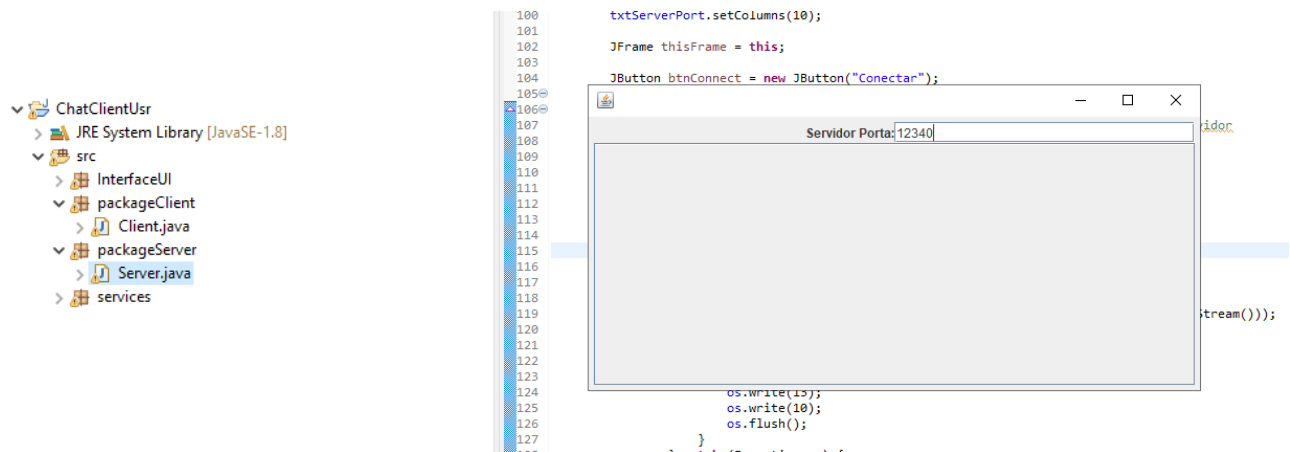 ChatClientUsr
JRE System Library [JavaSE-1.8]
src
InterfaceUI
packageClient
Client.java
packageServer
Server.java
services
100 txtServerPort.setColumns(10);
101
102 JFrame thisFrame = this;
103
104 JButton btnConnect = new JButton("Conectar");
105
106
107
Servidor Porta: 12340
108
109
110
111
112
113
114
115
116
117
118
119 Stream()));
120
121
122
123
124 os.write(13);
125 os.write(10);
126 os.flush();
127 }